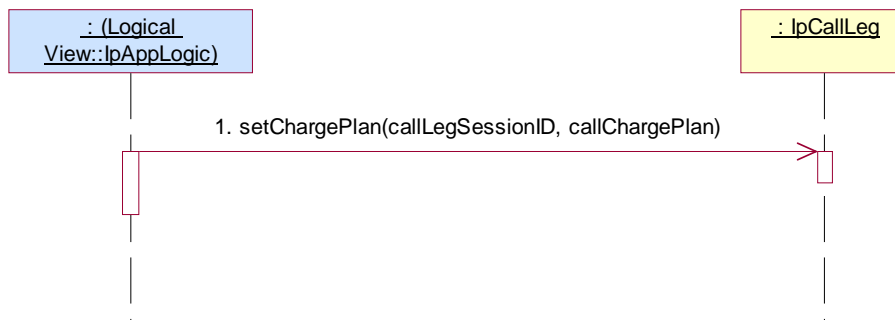 : (Logical
View::IpAppLogic)
: IpCallLeg
1. setChargePlan(callLegSessionID, callChargePlan)